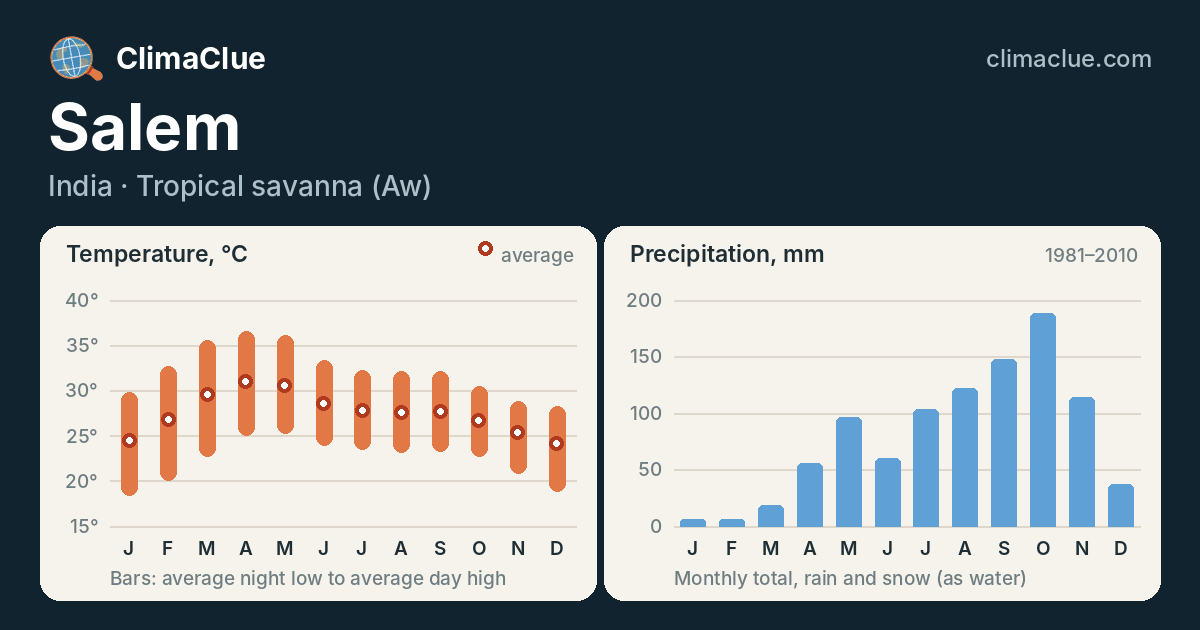 ClimaClue
climaclue.com
Salem
India · Tropical savanna (Aw)
Temperature, °C
average
40°
35°
30°
25°
20°
15°
J F M A M J J A S O N D
Bars: average night low to average day high
Precipitation, mm
1981–2010
200
150
100
50
0
J F M A M J J A S O N D
Monthly total, rain and snow (as water)